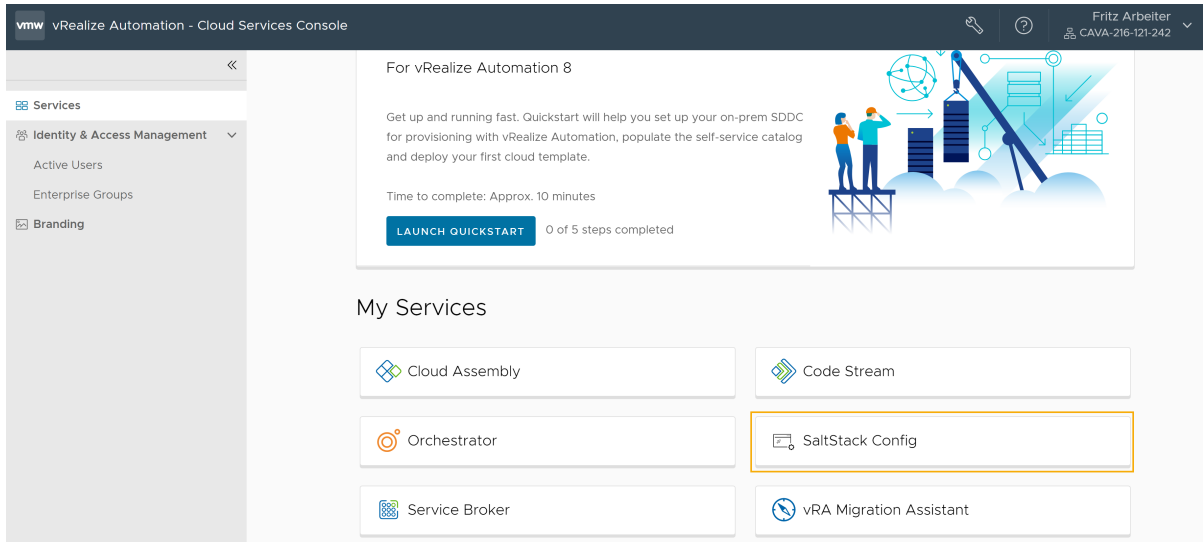 vmw vRealize Automation - Cloud Services Console
Fritz Arbeiter
CAVA-216-121-242
Services
Identity & Access Management
Active Users
Enterprise Groups
Branding
For vRealize Automation 8
Get up and running fast. Quickstart will help you set up your on-prem SDDC
for provisioning with vRealize Automation, populate the self-service catalog
and deploy your first cloud template.
Time to complete: Approx. 10 minutes
LAUNCH QUICKSTART 0 of 5 steps completed
My Services
Cloud Assembly
Code Stream
Orchestrator
SaltStack Config
Service Broker
vRA Migration Assistant